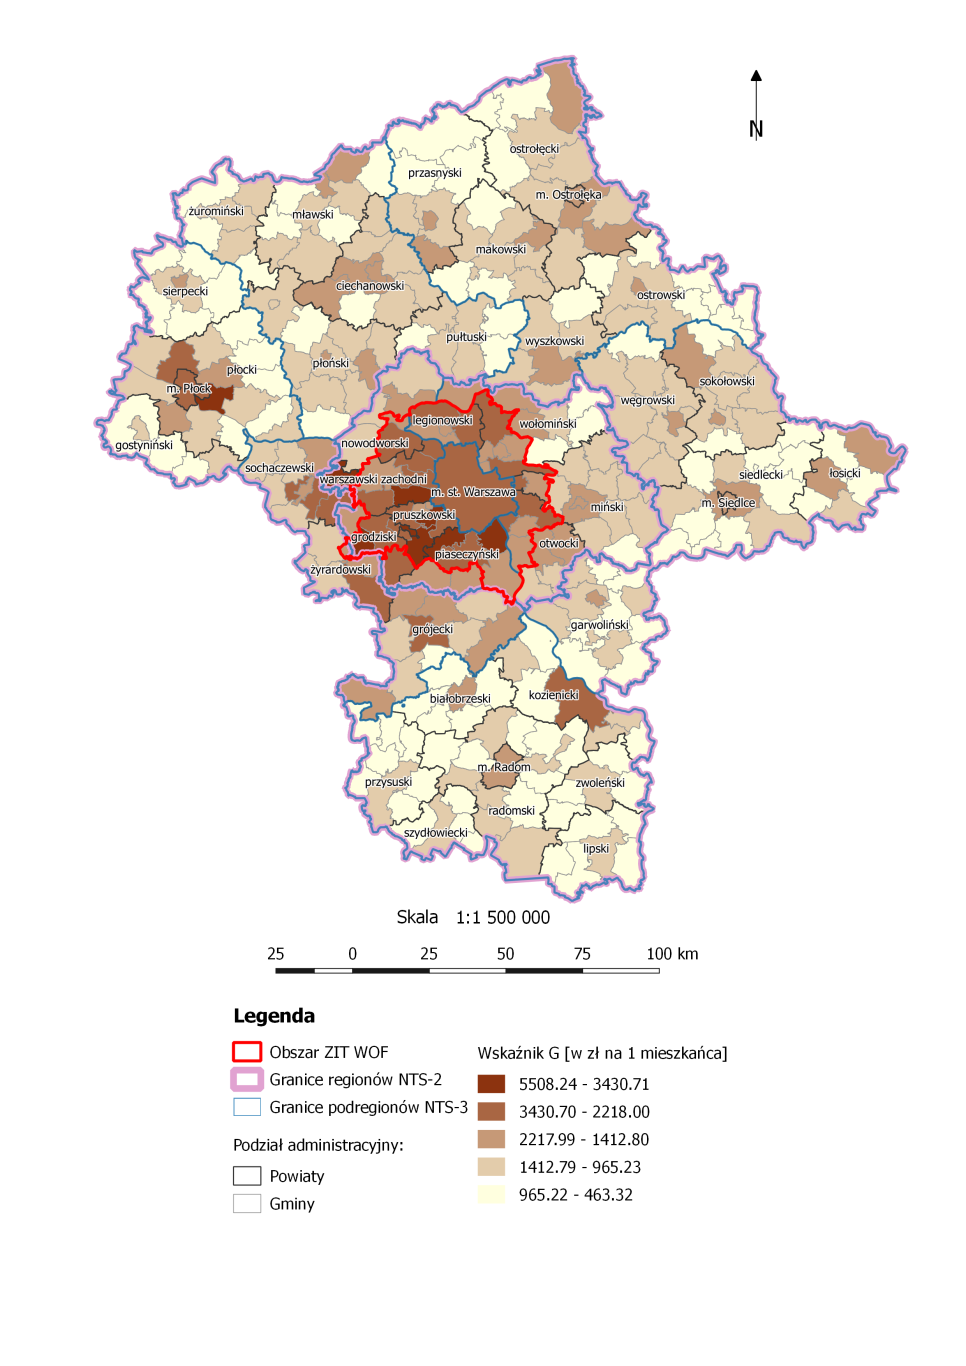 N
ostrołęcki
przasnyski
m. Ostrołęka
żuromiński
mławski
makowski
ciechanowski
sierpecki
ostrowski
pułtuski
wyszkowski
płoński
płocki
m. Płock
sokołowski
węgrowski
legionowski
wołomiński
gostyniński
nowodworski
sochaczewski
siedlecki
łosicki
warszawski zachodni
m. st. Warszawa
m. Siedlce
miński
pruszkowski
grodziski
otwocki
piaseczyński
żyrardowski
grójecki
garwoliński
białobrzeski
kozienicki
m. Radom
przysuski
zwoleński
radomski
szydłowiecki
lipski
Skala 1:1 500 000
25 0 25 50 75 100 km
Legenda
Obszar ZIT WOF
Granice regionów NTS-2
Granice podregionów NTS-3
Podział administracyjny:
Powiaty
Gminy
Wskaźnik G [w zł na 1 mieszkańca]
5508.24 - 3430.71
3430.70 - 2218.00
2217.99 - 1412.80
1412.79 - 965.23
965.22 - 463.32